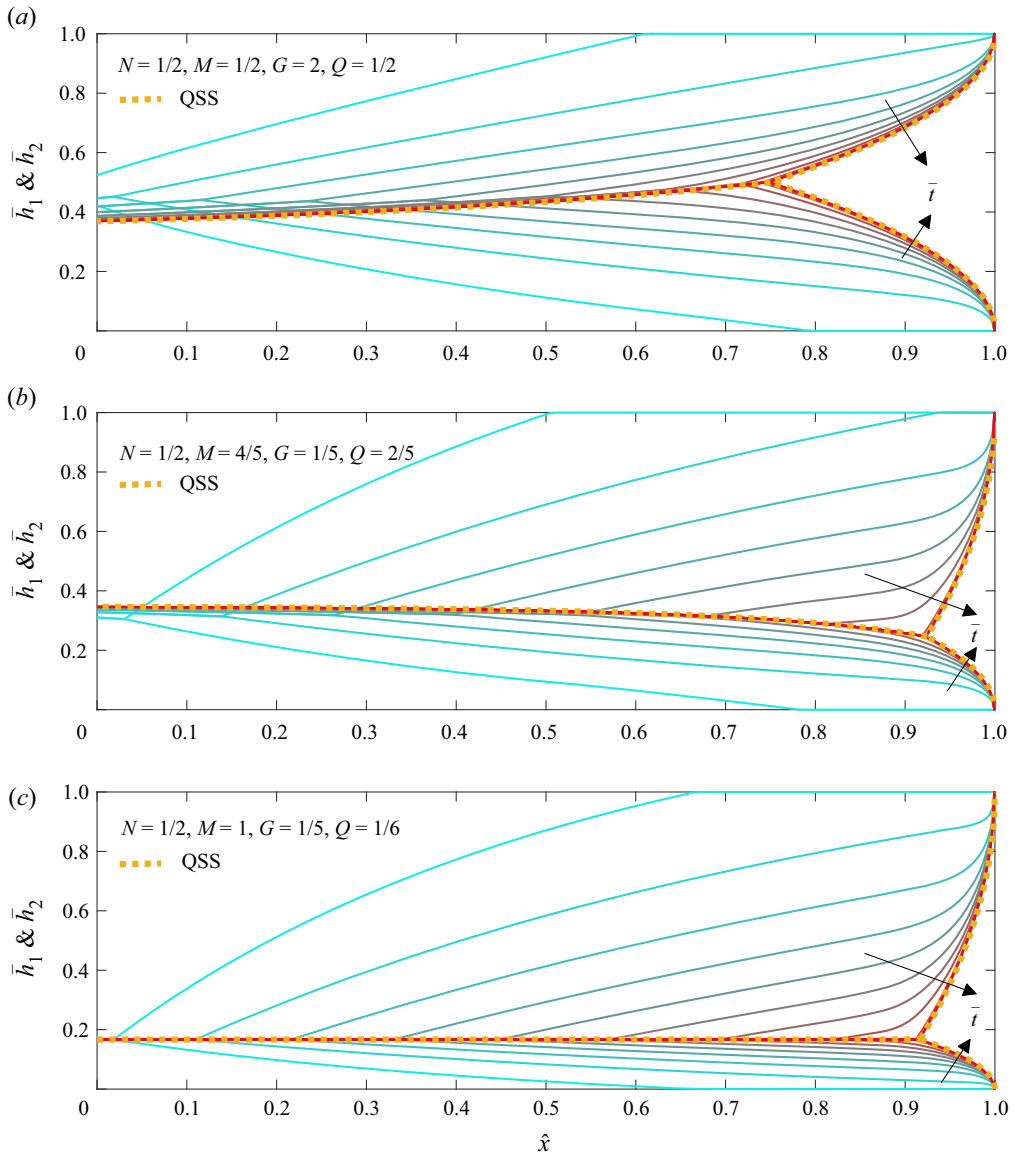 (a)
1.0
0.8
0.6
0.4
0.2
h̄₁ & h̄₂
N = 1/2, M = 1/2, G = 2, Q = 1/2
QSS
t̄
0 0.1 0.2 0.3 0.4 0.5 0.6 0.7 0.8 0.9 1.0
(b)
1.0
0.8
0.6
0.4
0.2
h̄₁ & h̄₂
N = 1/2, M = 4/5, G = 1/5, Q = 2/5
QSS
t̄
0 0.1 0.2 0.3 0.4 0.5 0.6 0.7 0.8 0.9 1.0
(c)
1.0
0.8
0.6
0.4
0.2
h̄₁ & h̄₂
N = 1/2, M = 1, G = 1/5, Q = 1/6
QSS
t̄
0 0.1 0.2 0.3 0.4 0.5 0.6 0.7 0.8 0.9 1.0
x̂